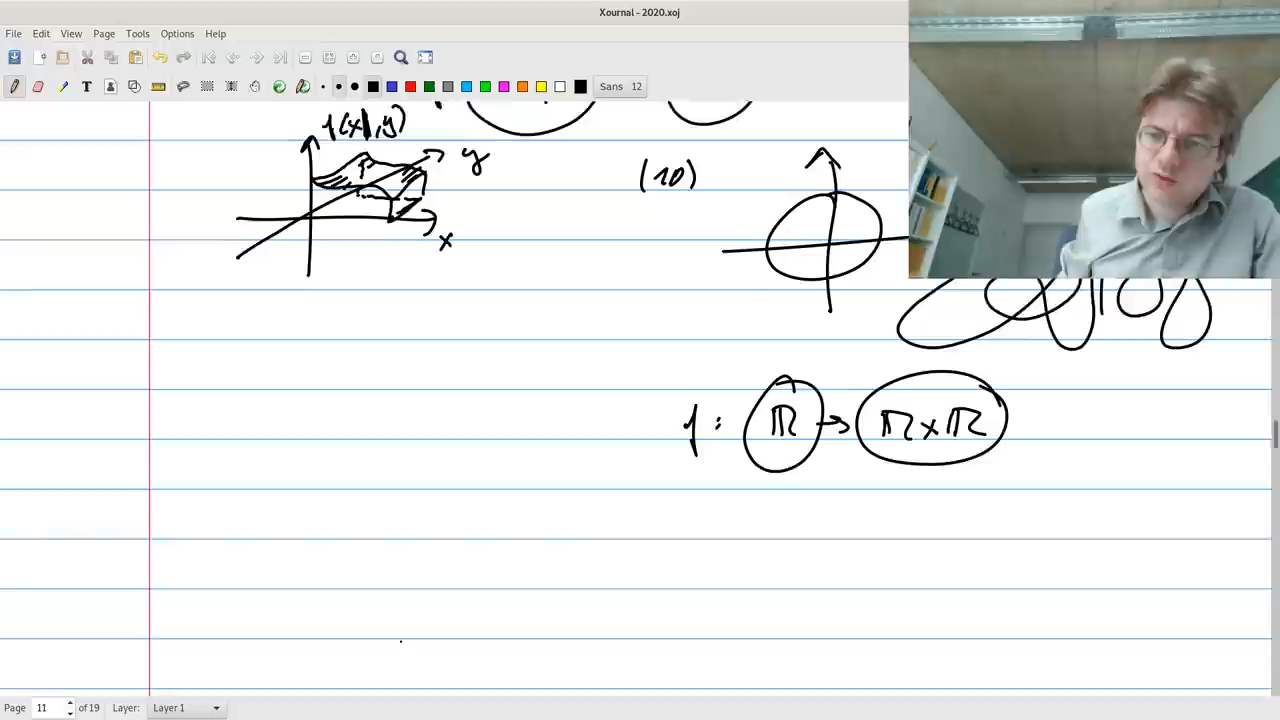 Xournal - 2020.xoj
File Edit View Page Tools Options Help
Sans 12
f(x,y)
y
(10)
x
f: ℝ → ℝ×ℝ
Page 11 of 19 Layer: Layer 1